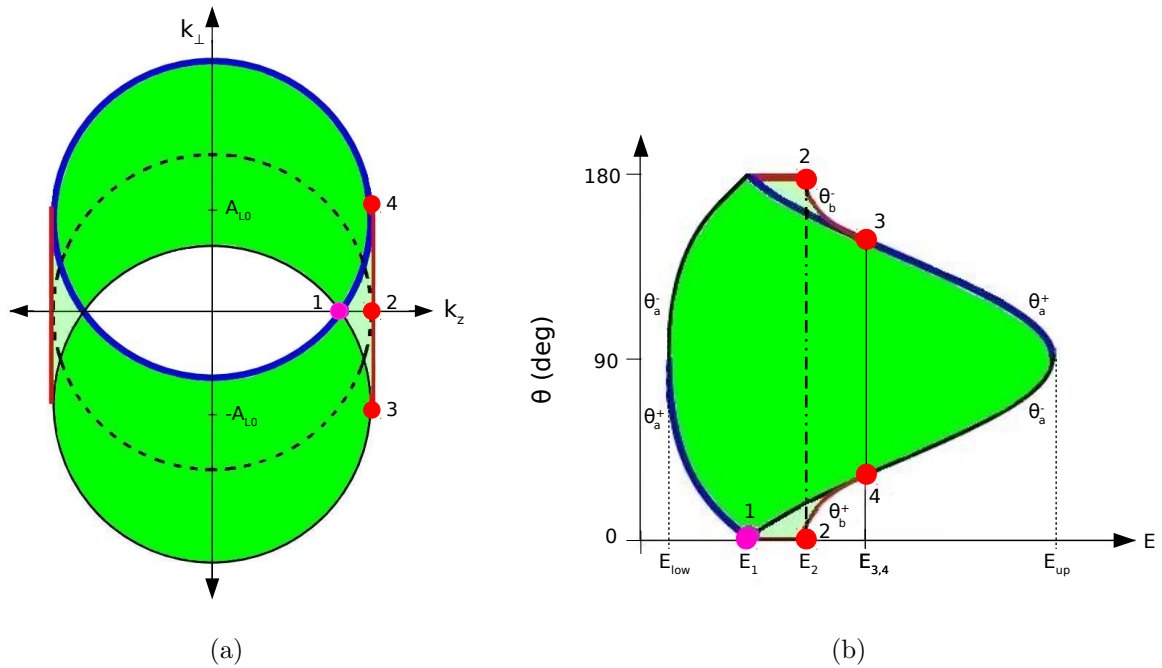 k⊥
4
A_L0
1
2
k_z
-A_L0
3
(a)
θ (deg)
180
90
0
2
θ_b^-
3
θ_a^-
θ_a^+
θ_a^+
θ_a^-
1
θ_b^+
4
2
E_low
E_1
E_2
E_3,4
E_up
E
(b)